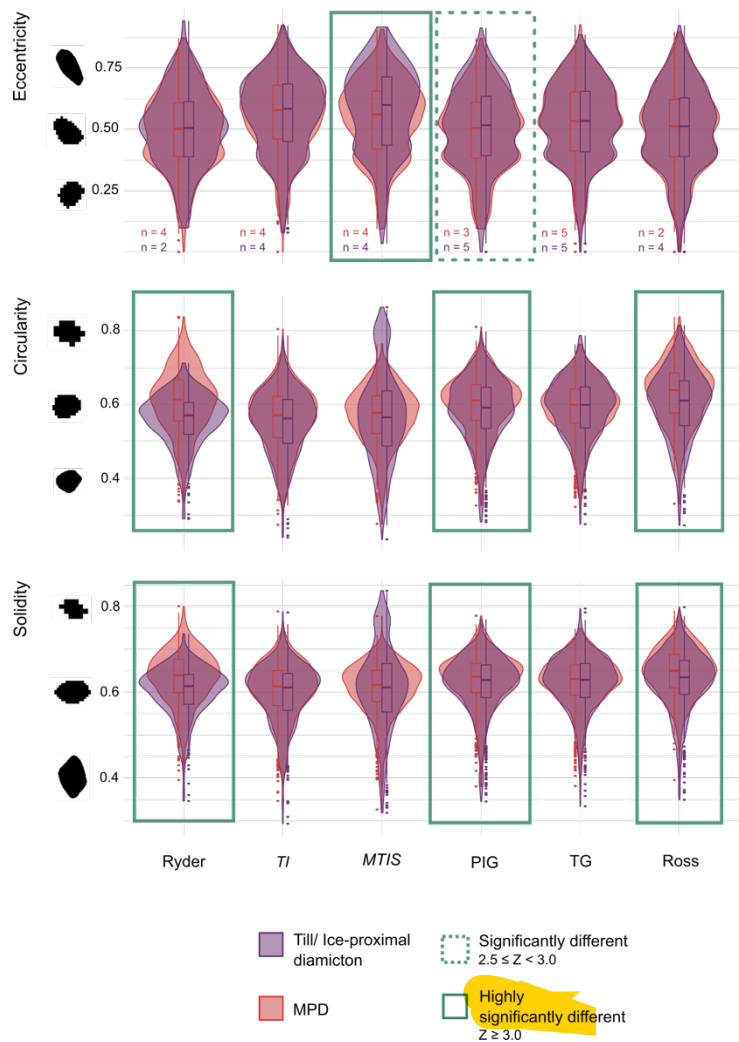 Eccentricity
0.75
0.50
0.25
n = 4
n = 2
n = 4
n = 4
n = 4
n = 4
n = 3
n = 5
n = 5
n = 5
n = 2
n = 4
Circularity
0.8
0.6
0.4
Solidity
0.8
0.6
0.4
Ryder TI MTIS PIG TG Ross
Till/ Ice-proximal
diamicton
Significantly different
2.5 ≤ Z < 3.0
MPD
Highly
significantly different
Z ≥ 3.0